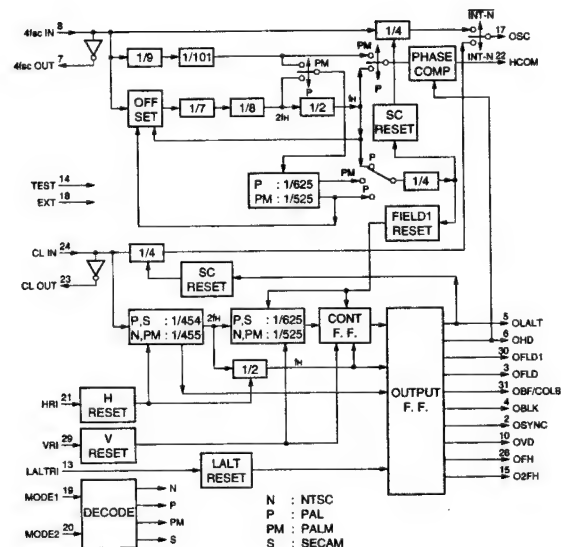 4fsc IN 8
1/4
INT-N
17 OSC
4fsc OUT 7
1/9
1/101
PM
P
PM
P
INT-N
PHASE COMP
22 HCOM
OFF SET
1/7
1/8
2fH
1/2
fH
SC RESET
TEST 14
EXT 18
P : 1/625
PM : 1/525
PM
P
P
1/4
FIELD1 RESET
CL IN 24
1/4
CL OUT 23
SC RESET
P,S : 1/454
N,PM : 1/455
2fH
P,S : 1/625
N,PM : 1/525
CONT F. F.
1/2
fH
OUTPUT F. F.
5 OLALT
6 OHD
30 OFLD1
3 OFLD
31 OBF/COLB
4 OBLK
2 OSYNC
10 OVD
28 OFH
15 O2FH
HRI 21
H RESET
VRI 29
V RESET
LALTRI 13
LALT RESET
MODE1 19
MODE2 20
DECODE
N
P
PM
S
N : NTSC
P : PAL
PM : PALM
S : SECAM